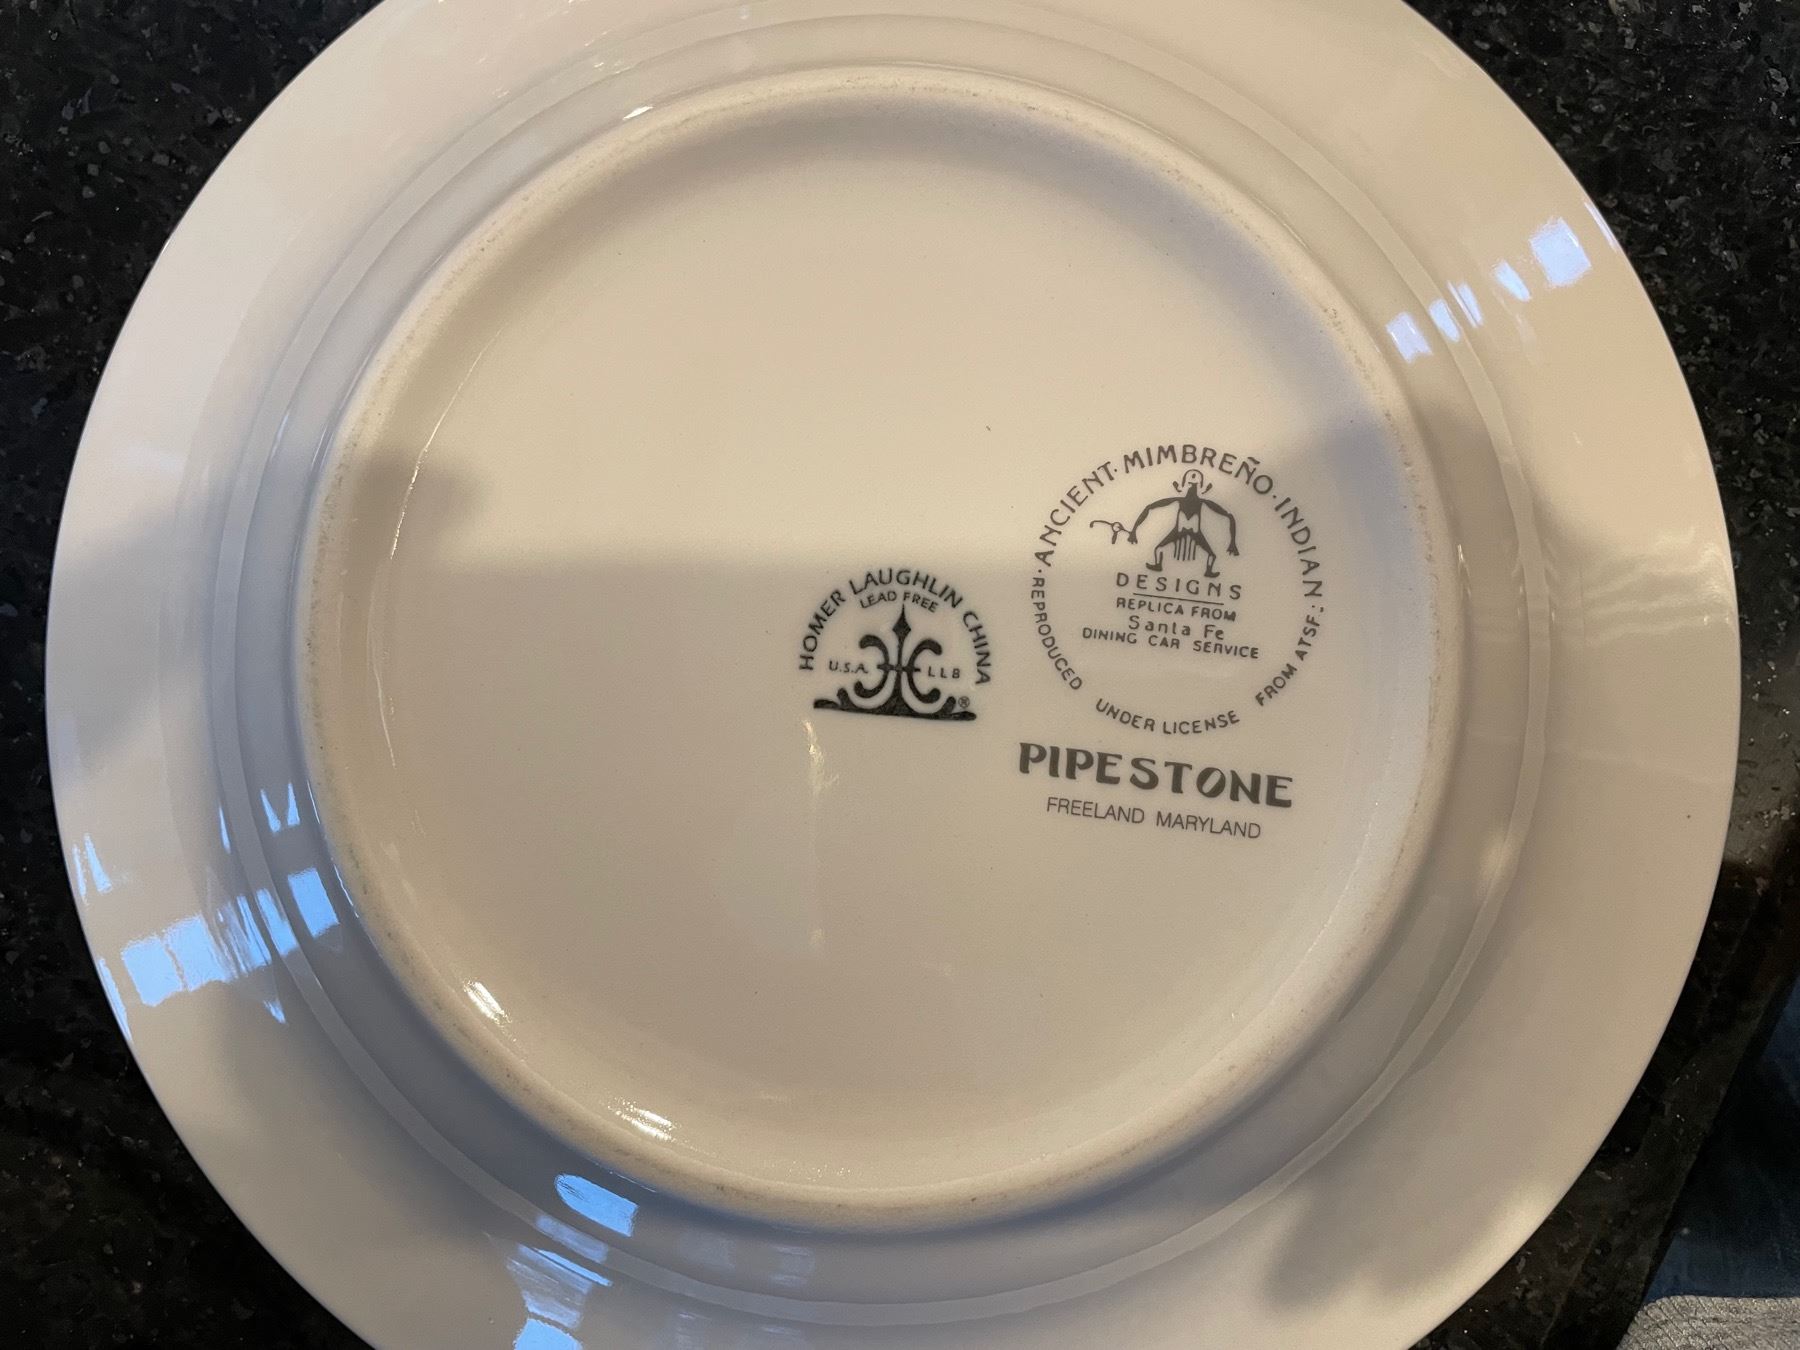 HOMER LAUGHLIN CHINA
LEAD FREE
U.S.A. LLB
®
·ANCIENT·MIMBREÑO·INDIAN:
DESIGNS
REPLICA FROM
Santa Fe
DINING CAR SERVICE
·REPRODUCED UNDER LICENSE FROM ATSF:
PIPESTONE
FREELAND MARYLAND